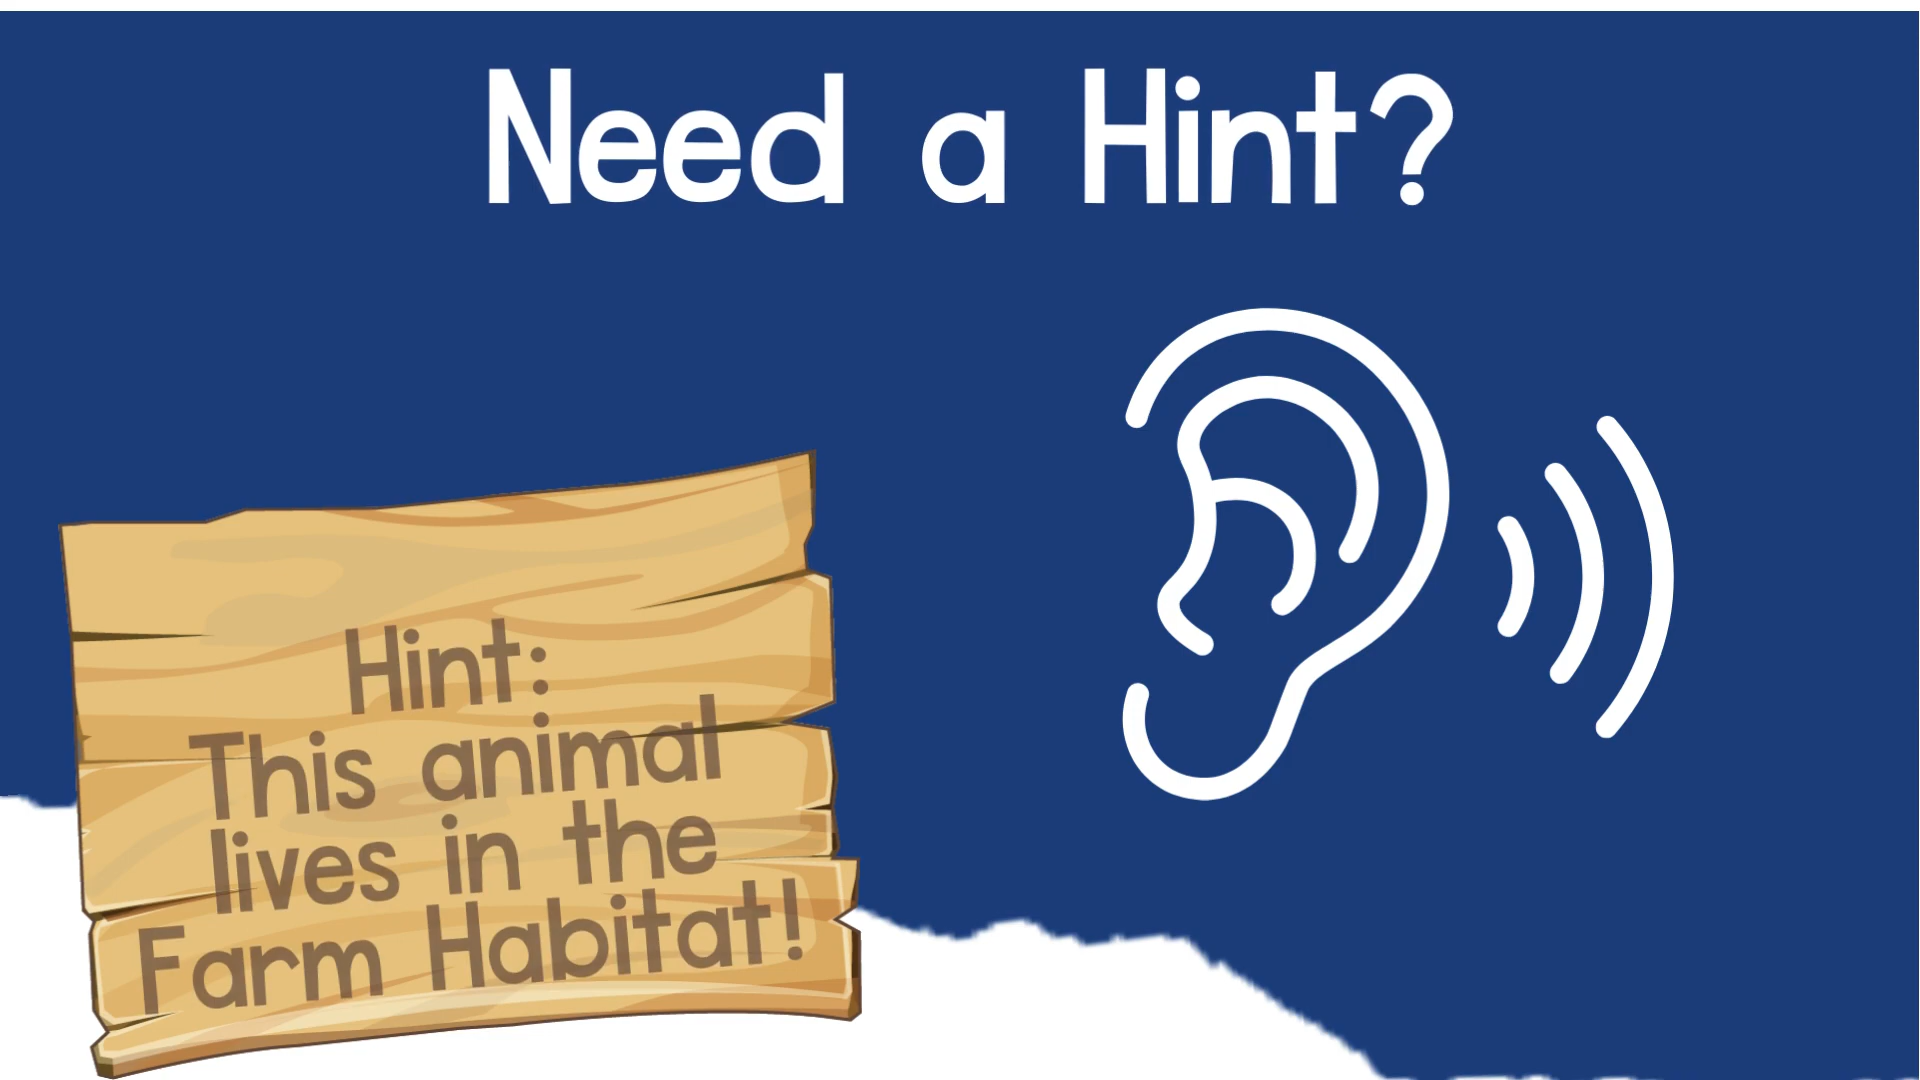 Need a Hint?
Hint:
This animal
lives in the
Farm Habitat!